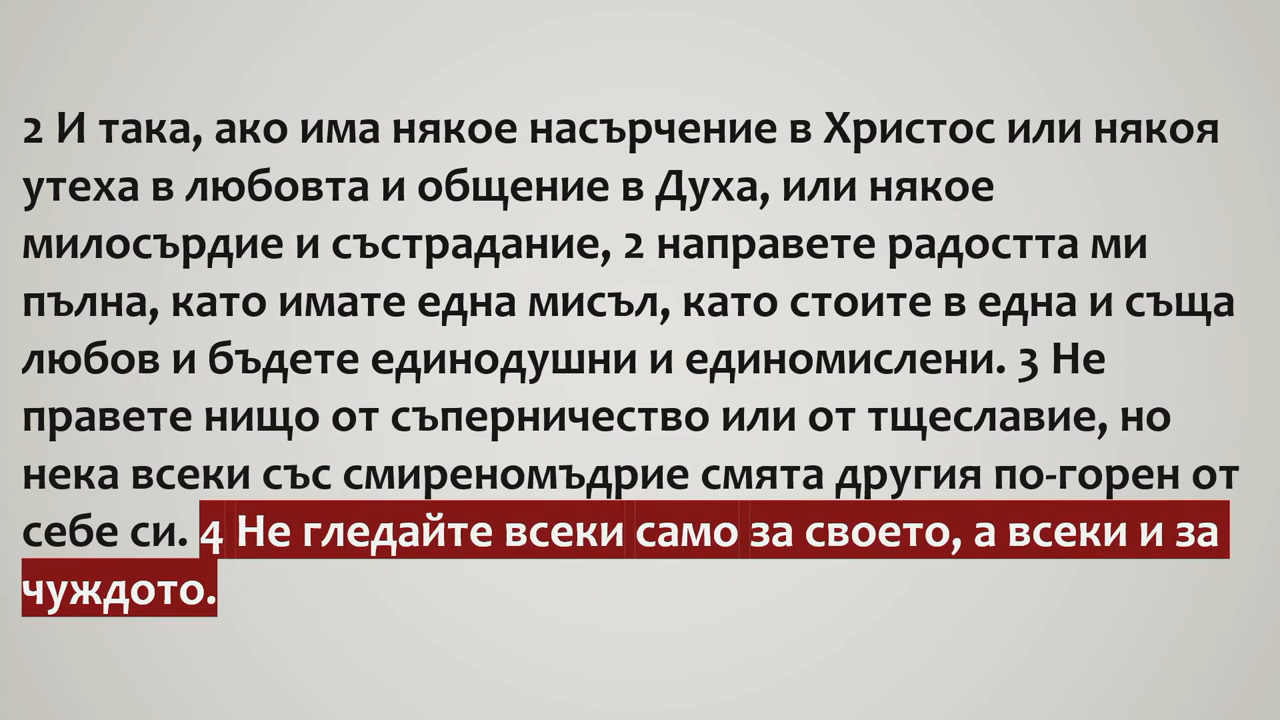 2 И така, ако има някое насърчение в Христос или някоя
утеха в любовта и общение в Духа, или някое
милосърдие и състрадание, 2 направете радостта ми
пълна, като имате една мисъл, като стоите в една и съща
любов и бъдете единодушни и единомислени. 3 Не
правете нищо от съперничество или от тщеславие, но
нека всеки със смиреномъдрие смята другия по-горен от
себе си. 4 Не гледайте всеки само за своето, а всеки и за
чуждото.